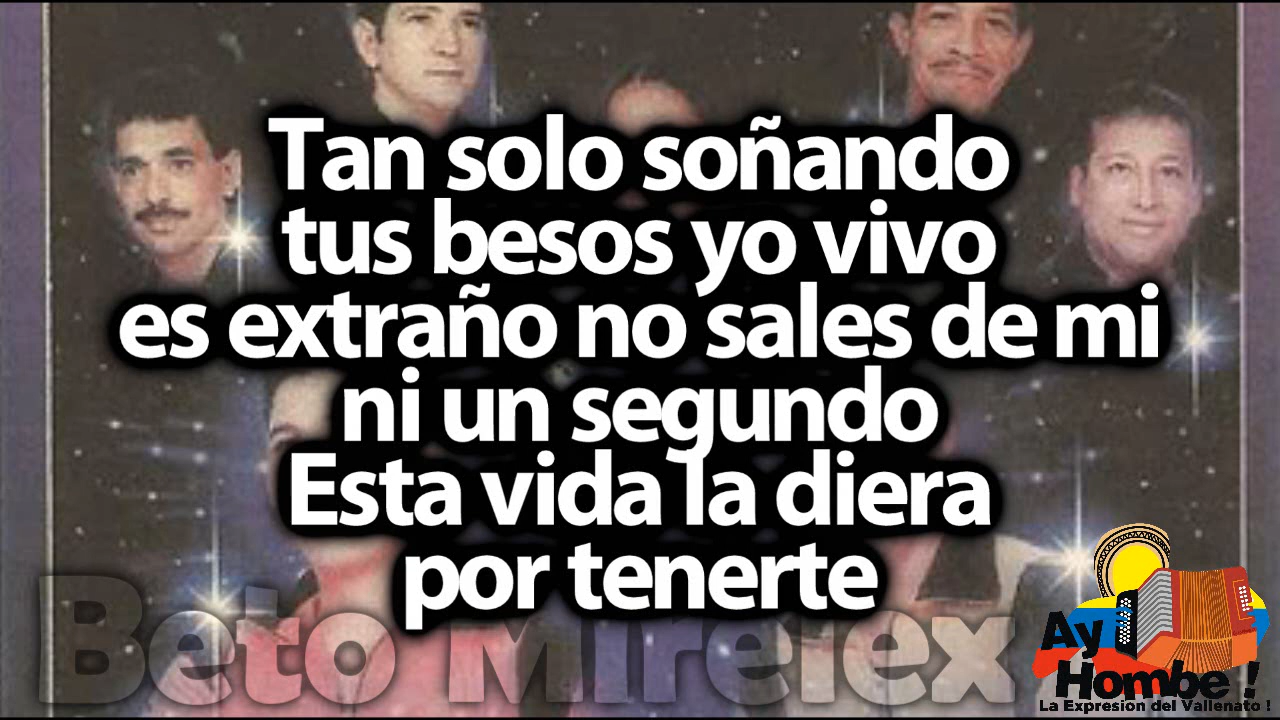 Tan solo soñando
tus besos yo vivo
es extraño no sales de mi
ni un segundo
Esta vida la diera
por tenerte
Beto Mirelex
Ay
Hombe !
La Expresion del Vallenato !